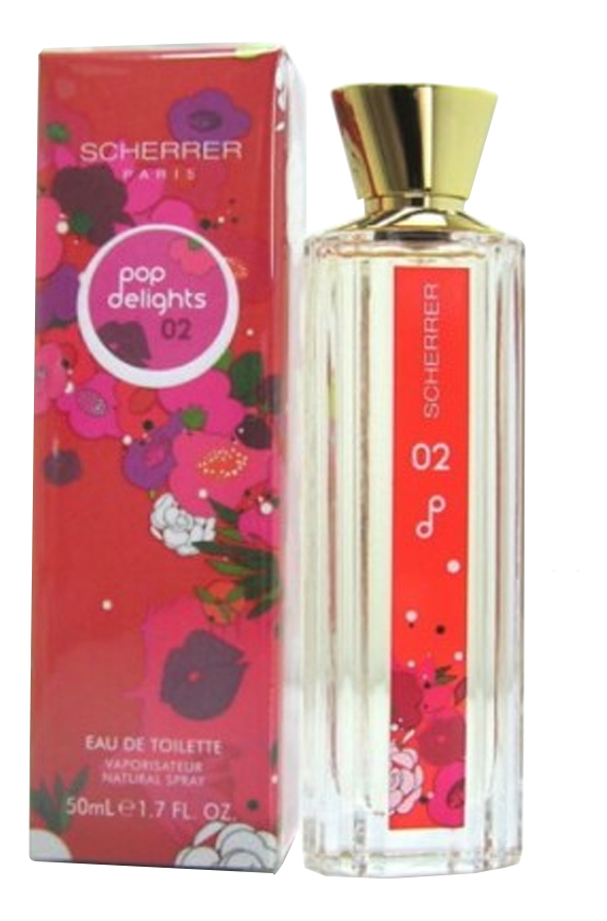 SCHERRER
PARIS
pop
delights
02
EAU DE TOILETTE
VAPORISATEUR
NATURAL SPRAY
50mL ℮ 1.7 FL. OZ.
SCHERRER
02
dp